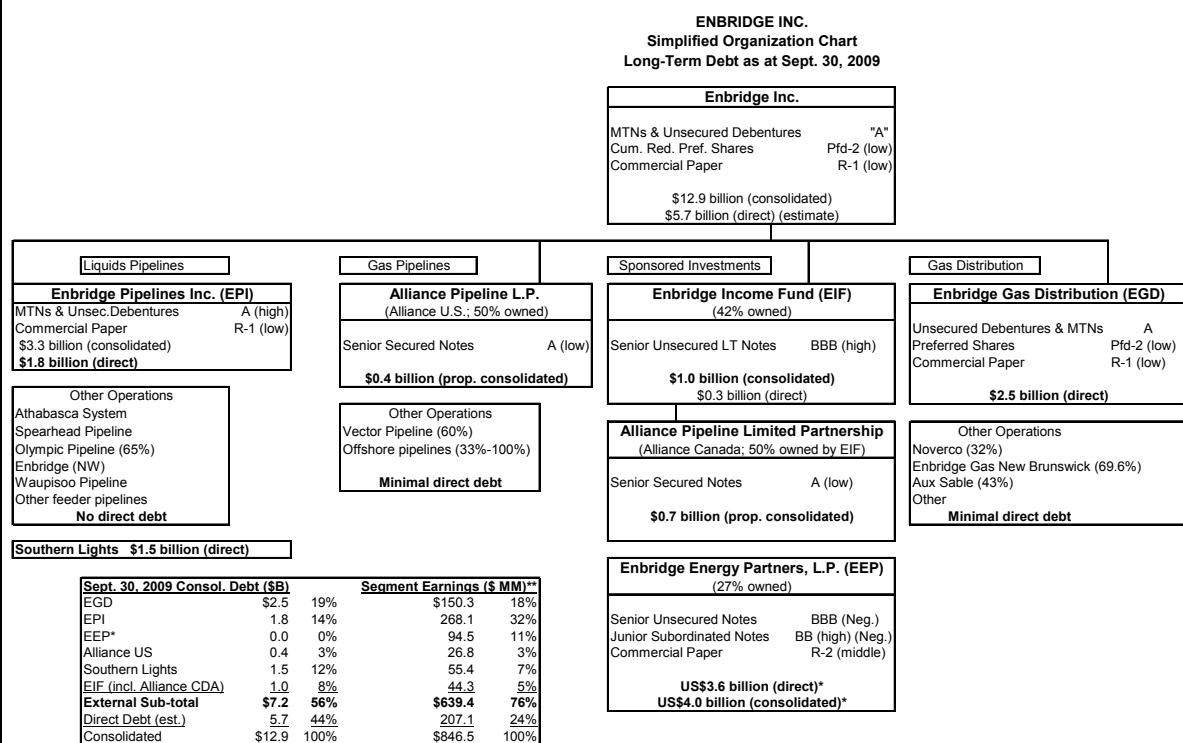 ENBRIDGE INC.
Simplified Organization Chart
Long-Term Debt as at Sept. 30, 2009
Enbridge Inc.
MTNs & Unsecured Debentures "A"
Cum. Red. Pref. Shares Pfd-2 (low)
Commercial Paper R-1 (low)
$12.9 billion (consolidated)
$5.7 billion (direct) (estimate)
Liquids Pipelines
Enbridge Pipelines Inc. (EPI)
MTNs & Unsec.Debentures A (high)
Commercial Paper R-1 (low)
$3.3 billion (consolidated)
$1.8 billion (direct)
Other Operations
Athabasca System
Spearhead Pipeline
Olympic Pipeline (65%)
Enbridge (NW)
Waupisoo Pipeline
Other feeder pipelines
No direct debt
Southern Lights $1.5 billion (direct)
Gas Pipelines
Alliance Pipeline L.P.
(Alliance U.S.; 50% owned)
Senior Secured Notes A (low)
$0.4 billion (prop. consolidated)
Other Operations
Vector Pipeline (60%)
Offshore pipelines (33%-100%)
Minimal direct debt
Sponsored Investments
Enbridge Income Fund (EIF)
(42% owned)
Senior Unsecured LT Notes BBB (high)
$1.0 billion (consolidated)
$0.3 billion (direct)
Alliance Pipeline Limited Partnership
(Alliance Canada; 50% owned by EIF)
Senior Secured Notes A (low)
$0.7 billion (prop. consolidated)
Enbridge Energy Partners, L.P. (EEP)
(27% owned)
Senior Unsecured Notes BBB (Neg.)
Junior Subordinated Notes BB (high) (Neg.)
Commercial Paper R-2 (middle)
US$3.6 billion (direct)*
US$4.0 billion (consolidated)*
Gas Distribution
Enbridge Gas Distribution (EGD)
Unsecured Debentures & MTNs A
Preferred Shares Pfd-2 (low)
Commercial Paper R-1 (low)
$2.5 billion (direct)
Other Operations
Noverco (32%)
Enbridge Gas New Brunswick (69.6%)
Aux Sable (43%)
Other
Minimal direct debt
Sept. 30, 2009 Consol. Debt ($B) Segment Earnings ($ MM)**
EGD $2.5 19% $150.3 18%
EPI 1.8 14% 268.1 32%
EEP* 0.0 0% 94.5 11%
Alliance US 0.4 3% 26.8 3%
Southern Lights 1.5 12% 55.4 7%
EIF (incl. Alliance CDA) 1.0 8% 44.3 5%
External Sub-total $7.2 56% $639.4 76%
Direct Debt (est.) 5.7 44% 207.1 24%
Consolidated $12.9 100% $846.5 100%